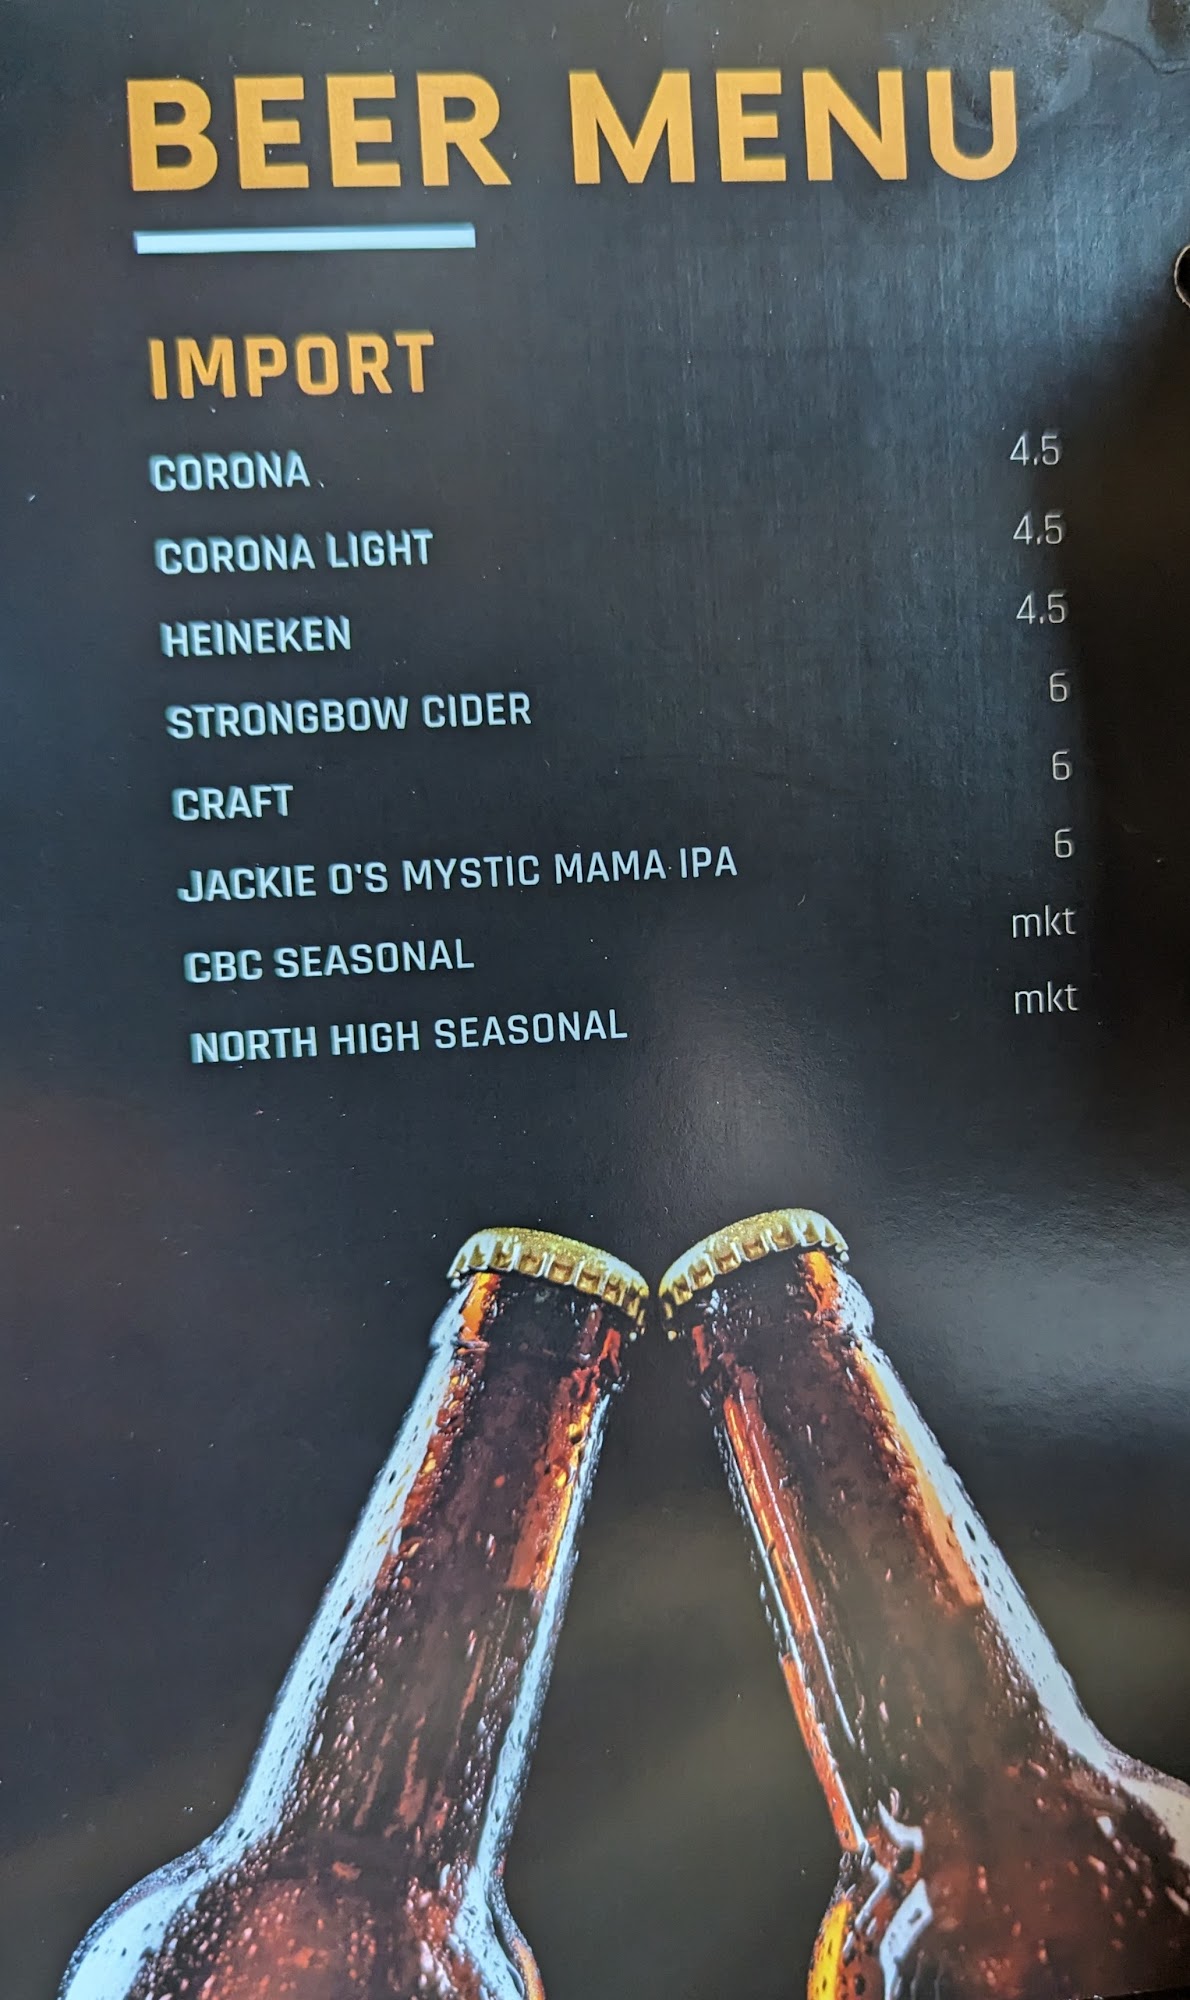 BEER MENU
IMPORT
CORONA 4.5
CORONA LIGHT 4.5
HEINEKEN 4.5
STRONGBOW CIDER 6
CRAFT 6
JACKIE O'S MYSTIC MAMA IPA 6
CBC SEASONAL mkt
NORTH HIGH SEASONAL mkt